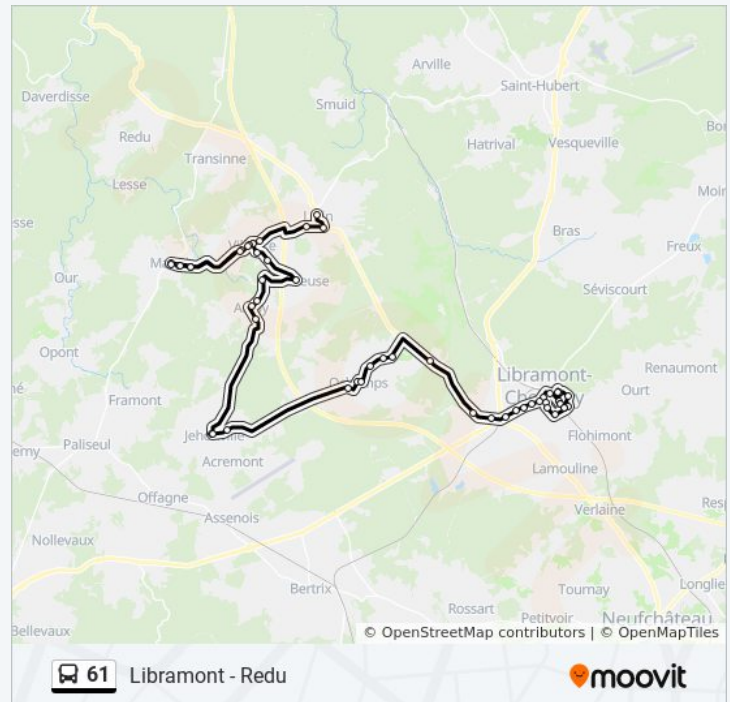 Arville
Saint-Hubert
Daverdisse
Smuid
Redu
Hatrival
Vesqueville
Transinne
Lesse
Bras
Freux
Our
Séviscourt
Opont
Libramont-
Renaumont
Framont
Ourt
Paliseul
Flohimont
Acremont
Lamouline
Offagne
Assenois
Verlaine
Nollevaux
Bertrix
Tournay
Rossart
Petitvoir
Neufchâteau
Bellevaux
© OpenStreetMap contributors | © OpenMapTiles
61 Libramont - Redu
moovit